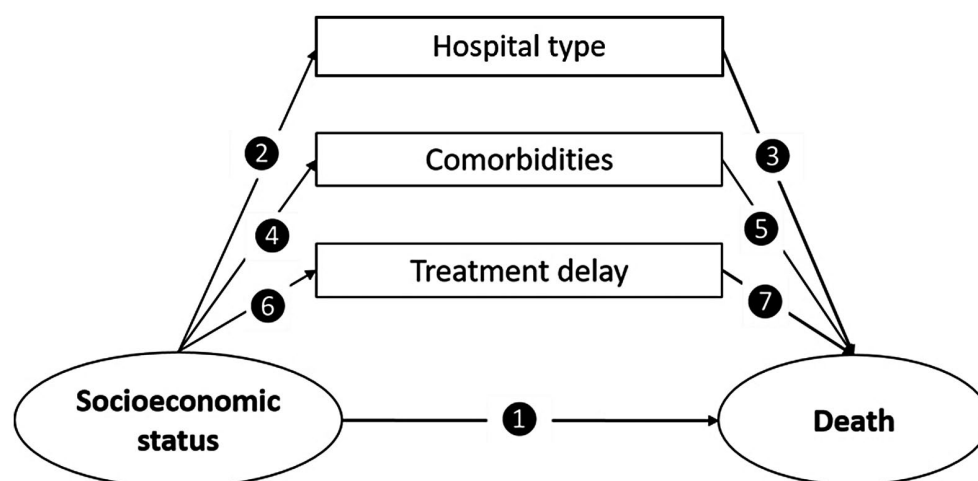 Hospital type
2
3
Comorbidities
4
5
Treatment delay
6
7
Socioeconomic
status
1
Death